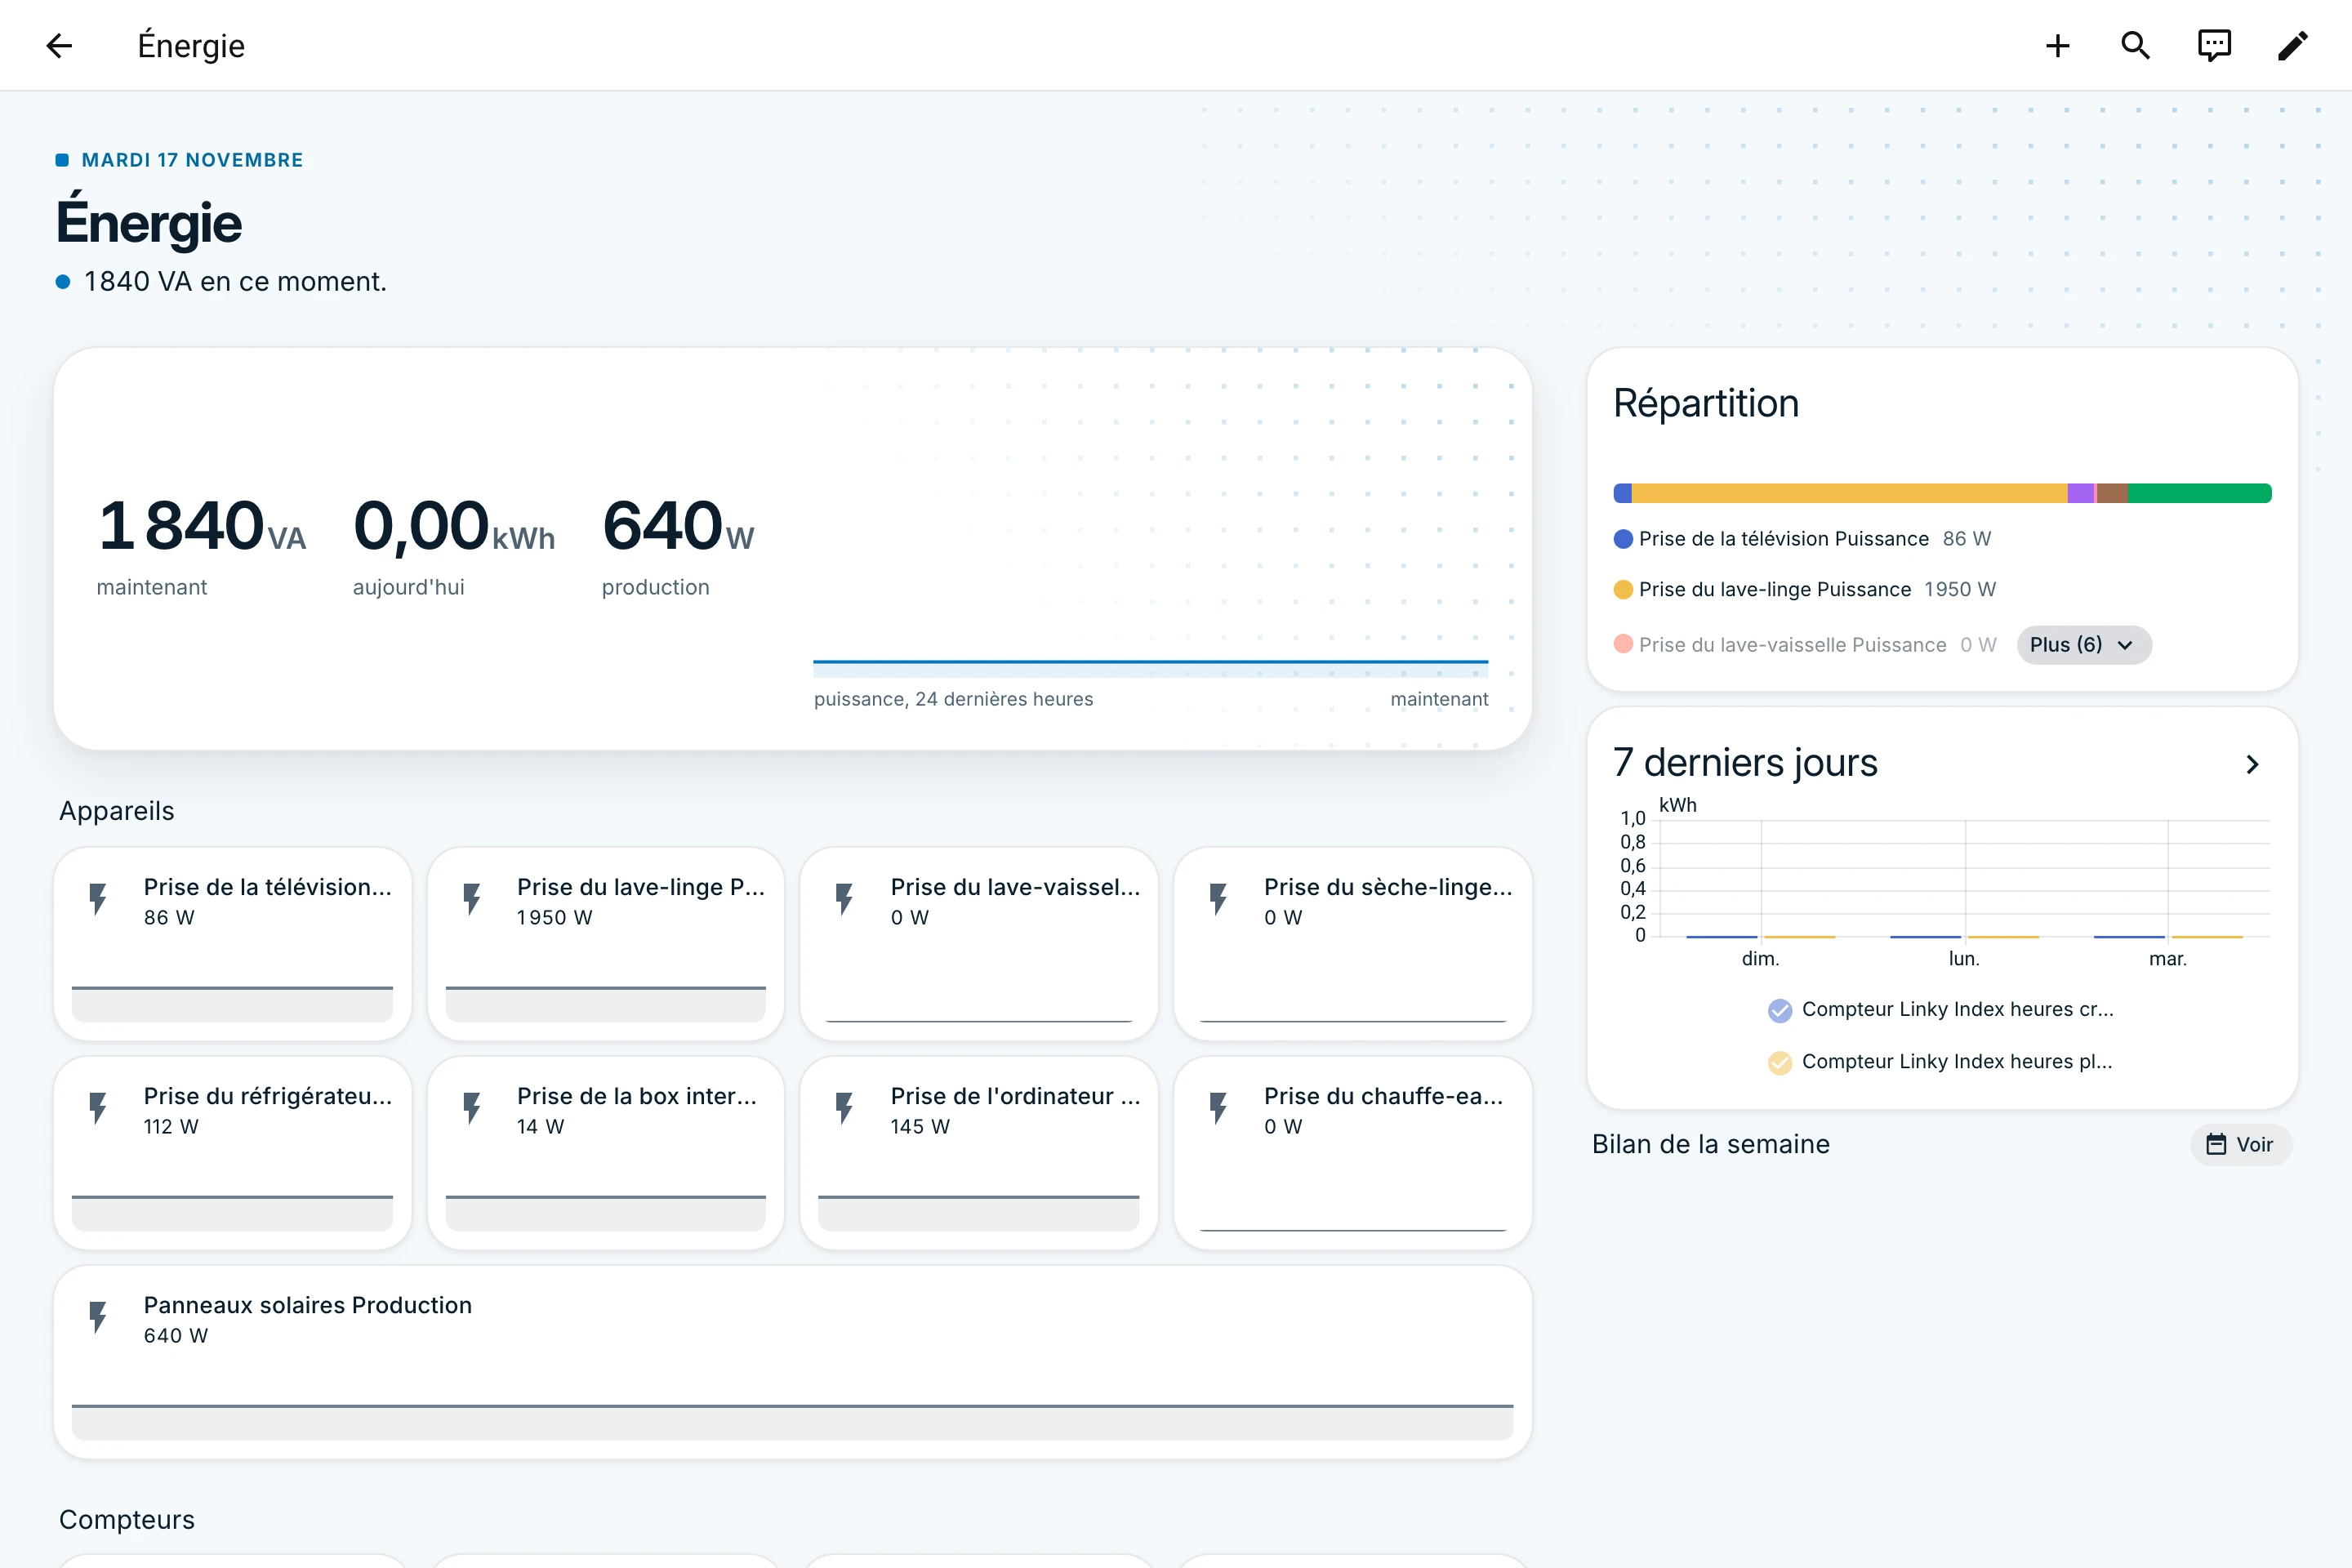 Énergie
MARDI 17 NOVEMBRE
Énergie
1840 VA en ce moment.
1 840 VA
maintenant
0,00 kWh
aujourd'hui
640 W
production
puissance, 24 dernières heures
maintenant
Répartition
Prise de la télévision Puissance 86 W
Prise du lave-linge Puissance 1950 W
Prise du lave-vaisselle Puissance 0 W
Plus (6)
7 derniers jours
kWh
1,0
0,8
0,6
0,4
0,2
0
dim.
lun.
mar.
Compteur Linky Index heures cr...
Compteur Linky Index heures pl...
Bilan de la semaine
Voir
Appareils
Prise de la télévision...
86 W
Prise du lave-linge P...
1950 W
Prise du lave-vaissel...
0 W
Prise du sèche-linge...
0 W
Prise du réfrigérateu...
112 W
Prise de la box inter...
14 W
Prise de l'ordinateur ...
145 W
Prise du chauffe-ea...
0 W
Panneaux solaires Production
640 W
Compteurs